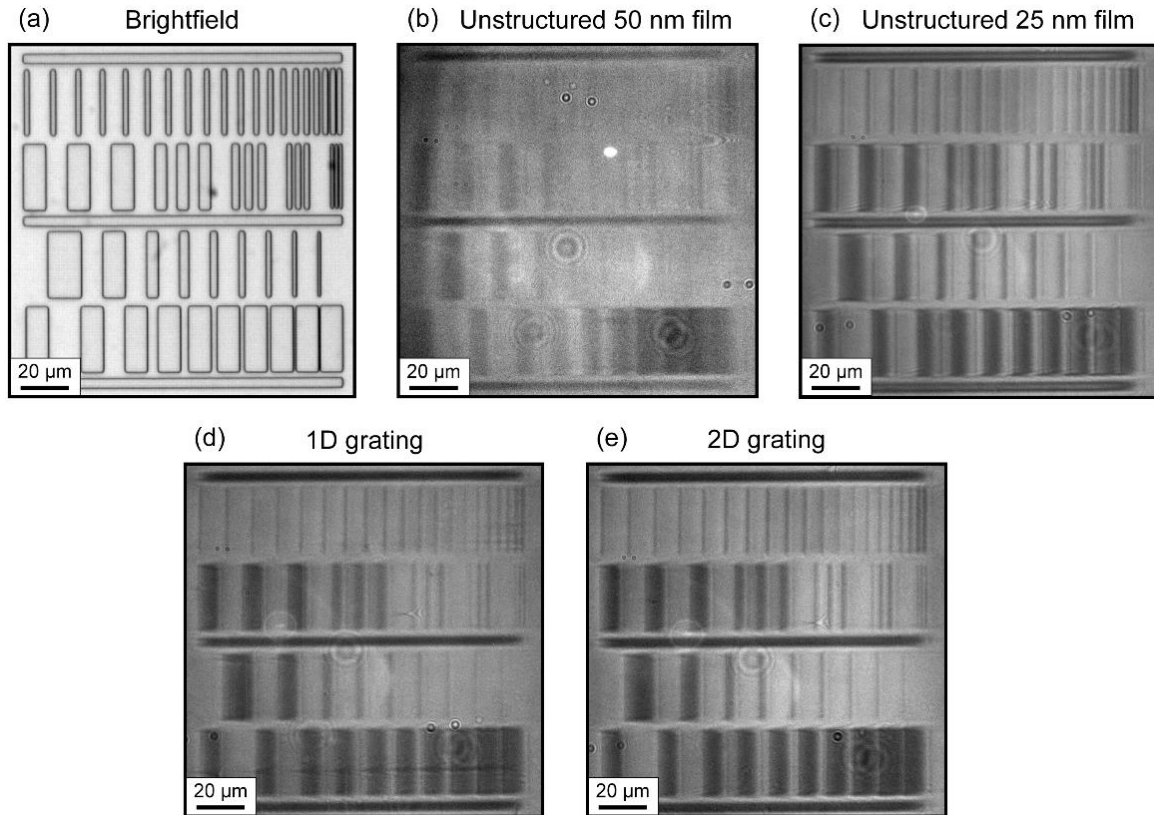 (a) Brightfield
(b) Unstructured 50 nm film
(c) Unstructured 25 nm film
20 µm
20 µm
20 µm
(d) 1D grating
(e) 2D grating
20 µm
20 µm